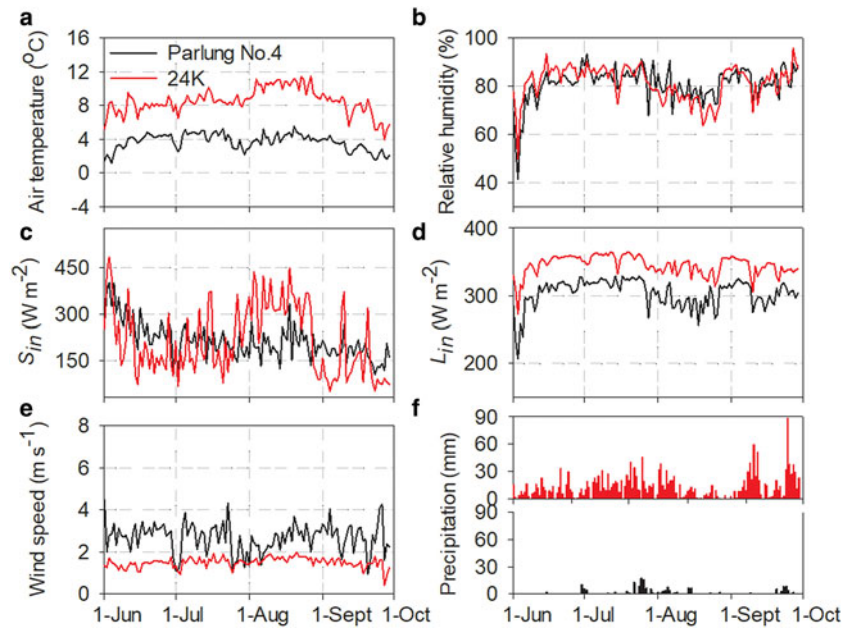 a
Air temperature (°C)
16
12
8
4
0
-4
Parlung No.4
24K
b
Relative humidity (%)
100
80
60
40
c
S_in (W m⁻²)
450
300
150
d
L_in (W m⁻²)
400
300
200
e
Wind speed (m s⁻¹)
8
6
4
2
0
1-Jun
1-Jul
1-Aug
1-Sept
1-Oct
f
Precipitation (mm)
90
60
30
0
90
60
30
0
1-Jun
1-Jul
1-Aug
1-Sept
1-Oct